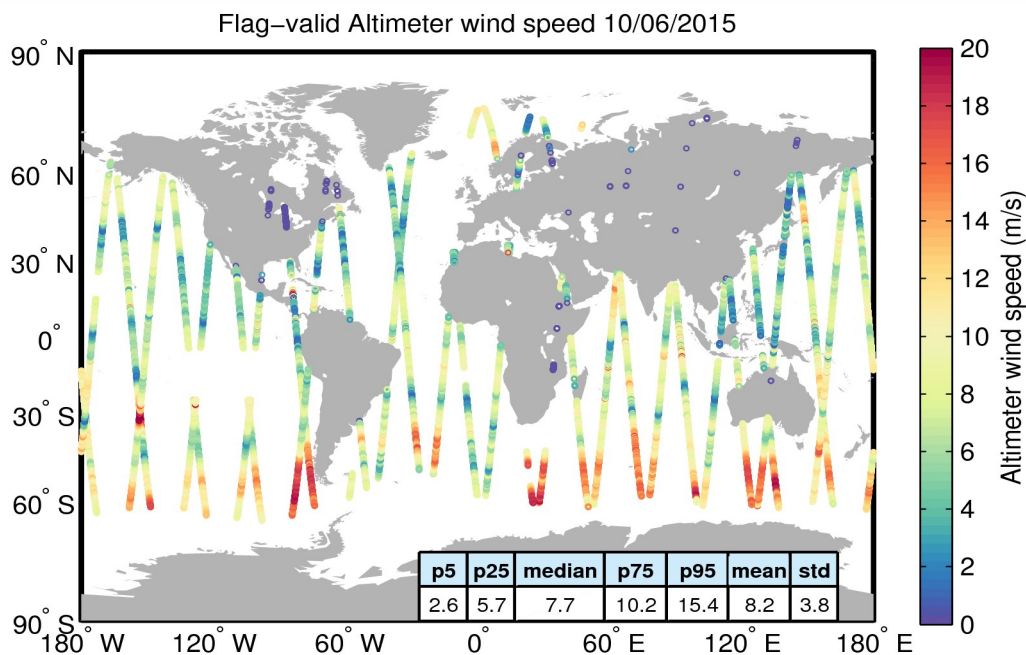 Flag−valid Altimeter wind speed 10/06/2015
90° N
60° N
30° N
0°
30° S
60° S
90° S
180° W
120° W
60° W
0°
60° E
120° E
180° E
p5 p25 median p75 p95 mean std
2.6 5.7 7.7 10.2 15.4 8.2 3.8
20
18
16
14
12
10
8
6
4
2
0
Altimeter wind speed (m/s)